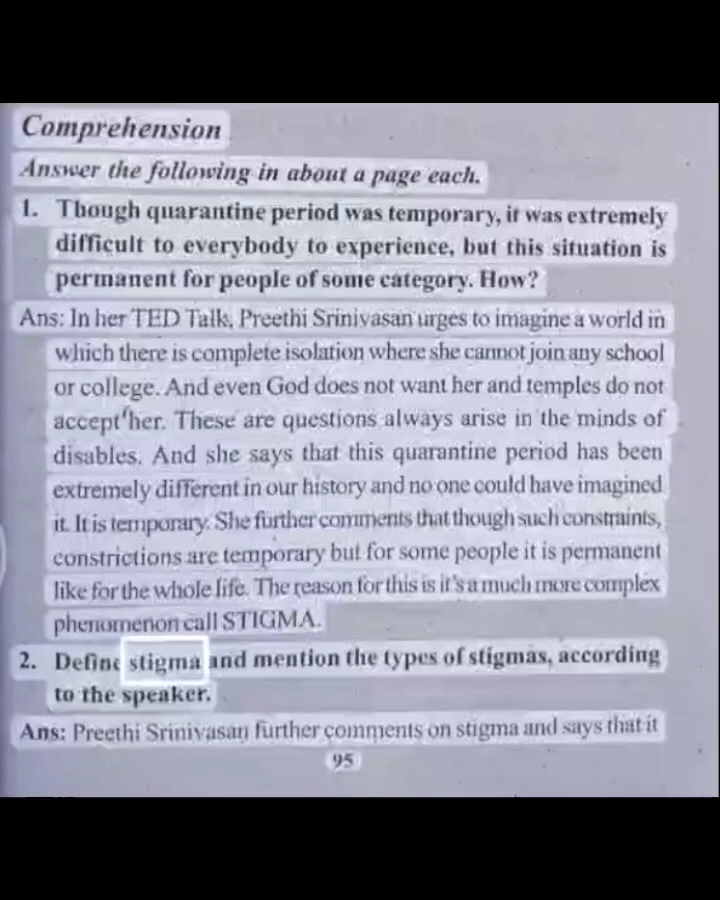 Comprehension
Answer the following in about a page each.
1. Though quarantine period was temporary, it was extremely
difficult to everybody to experience, but this situation is
permanent for people of some category. How?
Ans: In her TED Talk, Preethi Srinivasan urges to imagine a world in
which there is complete isolation where she cannot join any school
or college. And even God does not want her and temples do not
accept her. These are questions always arise in the minds of
disables. And she says that this quarantine period has been
extremely different in our history and no one could have imagined
it. It is temporary. She further comments that though such constraints,
constrictions are temporary but for some people it is permanent
like for the whole life. The reason for this is it's a much more complex
phenomenon call STIGMA.
2. Define stigma and mention the types of stigmas, according
to the speaker.
Ans: Preethi Srinivasan further comments on stigma and says that it
95